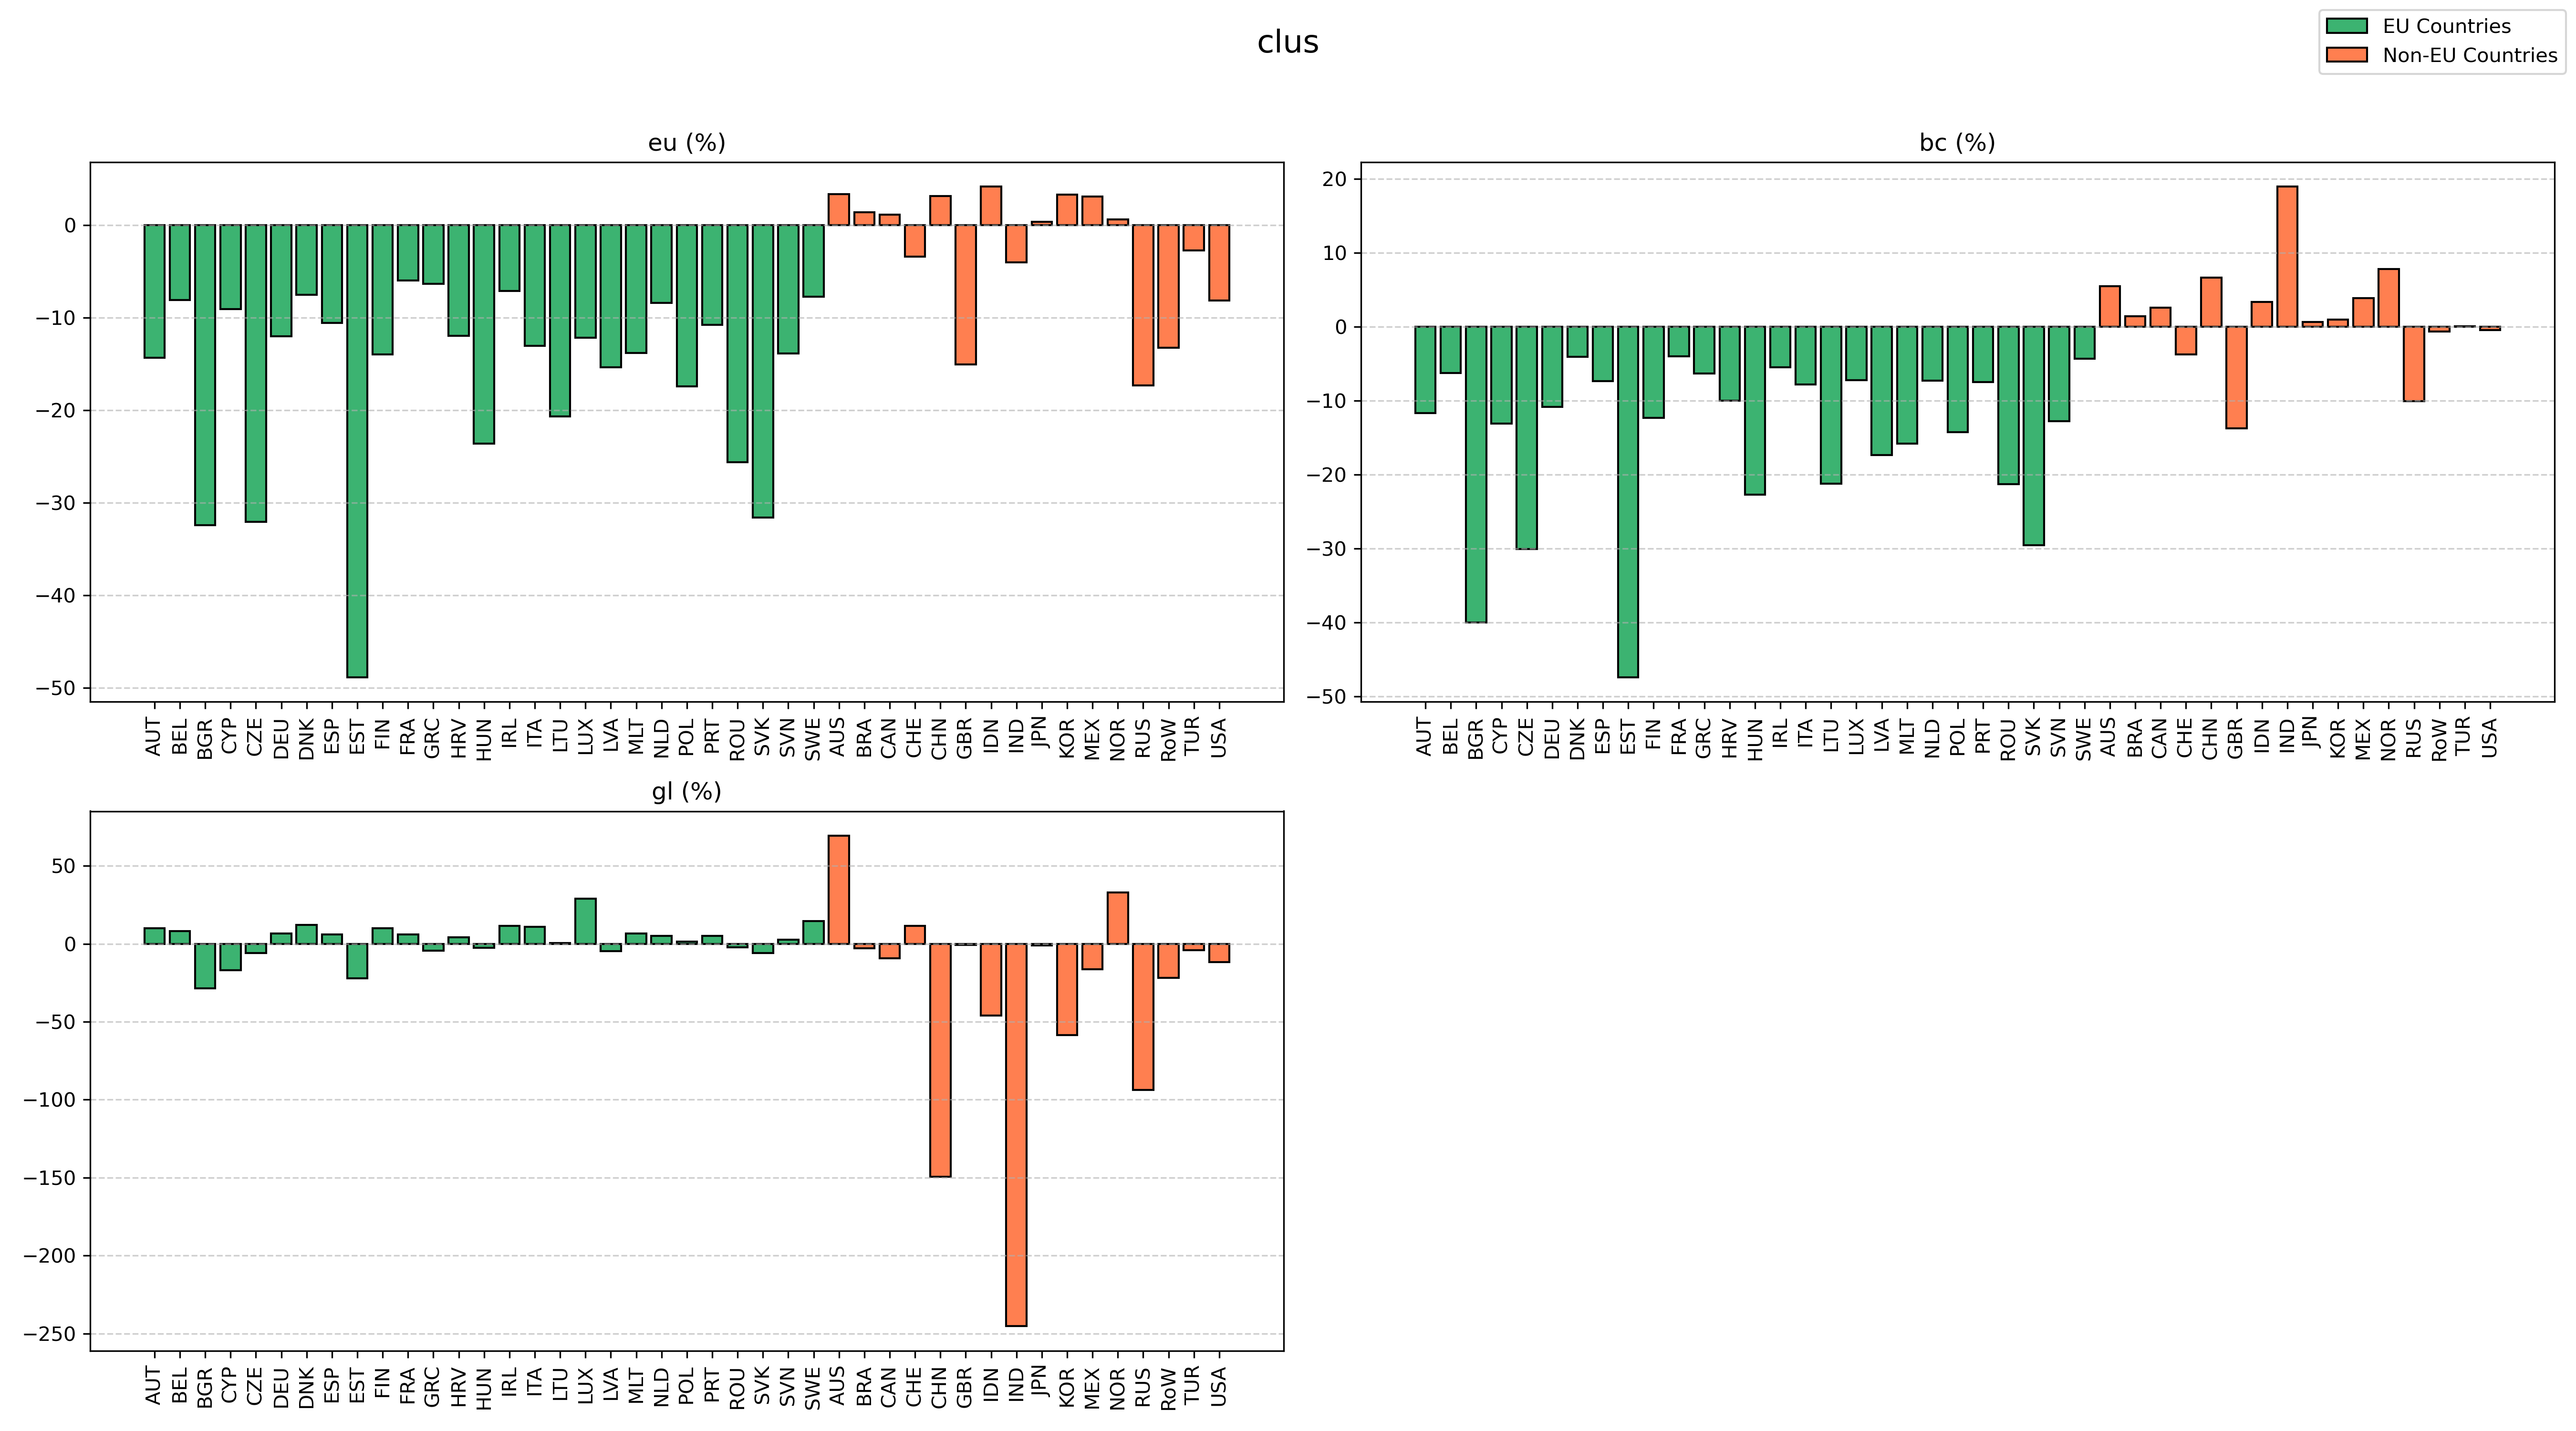 clus
EU Countries
Non-EU Countries
eu (%)
0
−10
−20
−30
−40
−50
AUT BEL BGR CYP CZE DEU DNK ESP EST FIN FRA GRC HRV HUN IRL ITA LTU LUX LVA MLT NLD POL PRT ROU SVK SVN SWE AUS BRA CAN CHE CHN GBR IDN IND JPN KOR MEX NOR RUS RoW TUR USA
bc (%)
20
10
0
−10
−20
−30
−40
−50
AUT BEL BGR CYP CZE DEU DNK ESP EST FIN FRA GRC HRV HUN IRL ITA LTU LUX LVA MLT NLD POL PRT ROU SVK SVN SWE AUS BRA CAN CHE CHN GBR IDN IND JPN KOR MEX NOR RUS RoW TUR USA
gl (%)
50
0
−50
−100
−150
−200
−250
AUT BEL BGR CYP CZE DEU DNK ESP EST FIN FRA GRC HRV HUN IRL ITA LTU LUX LVA MLT NLD POL PRT ROU SVK SVN SWE AUS BRA CAN CHE CHN GBR IDN IND JPN KOR MEX NOR RUS RoW TUR USA